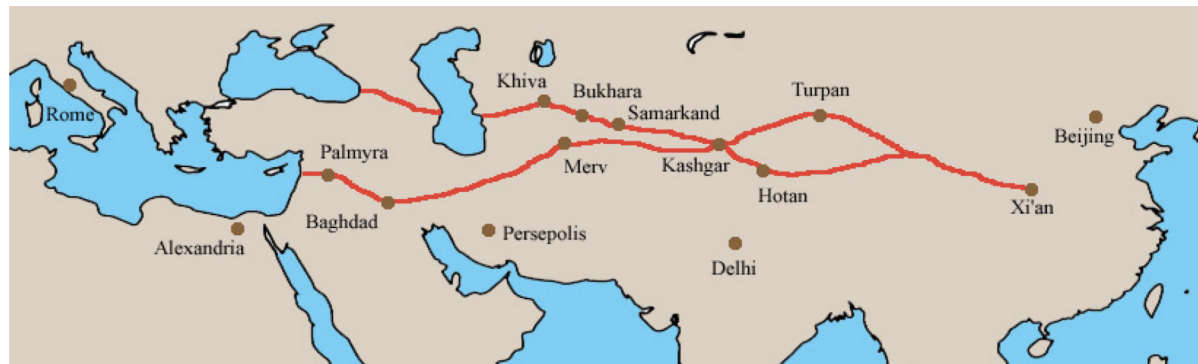 Khiva
Bukhara
Turpan
Samarkand
Rome
Beijing
Palmyra
Merv
Kashgar
Hotan
Xi'an
Baghdad
Alexandria
Persepolis
Delhi